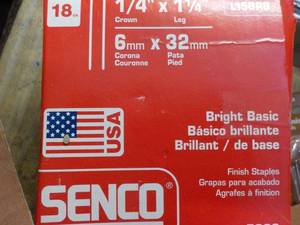 18 GA
1/4" x 1 1/4
Crown Leg
6mm x 32mm
Corona Pata
Couronne Pied
USA
Bright Basic
Básico brillante
Brillant / de base
Finish Staples
Grapas para acabado
Agrafes à finition
SENCO®